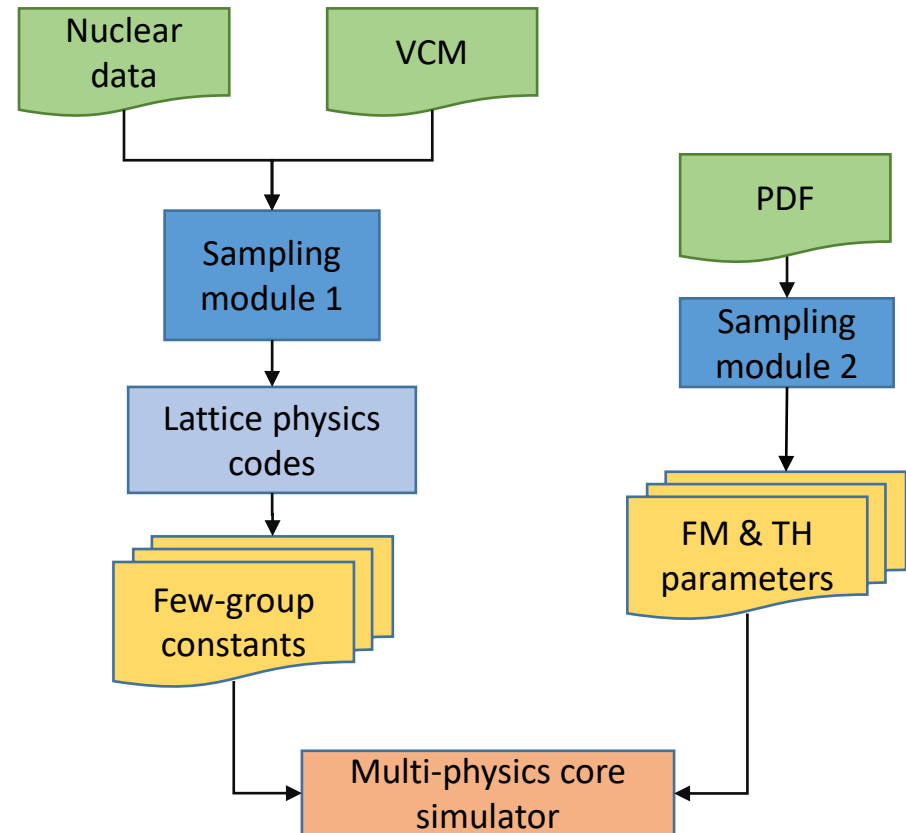 Nuclear
data
VCM
PDF
Sampling
module 1
Sampling
module 2
Lattice physics
codes
FM & TH
parameters
Few-group
constants
Multi-physics core
simulator